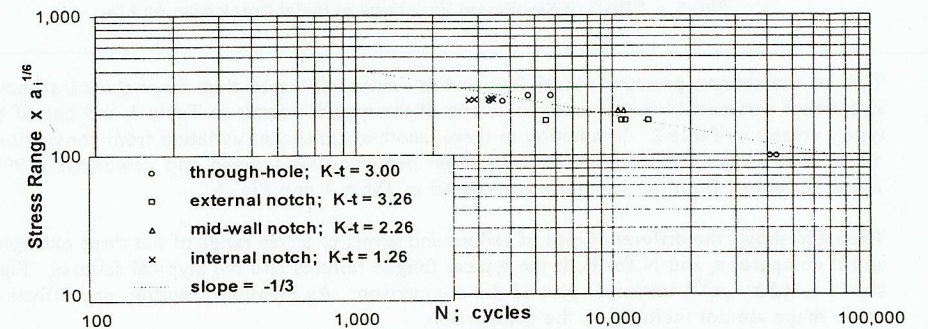 1,000
100
10
Stress Range x ai 1/6
through-hole; K-t = 3.00
external notch; K-t = 3.26
mid-wall notch; K-t = 2.26
internal notch; K-t = 1.26
slope = -1/3
100
1,000
10,000
100,000
N ; cycles